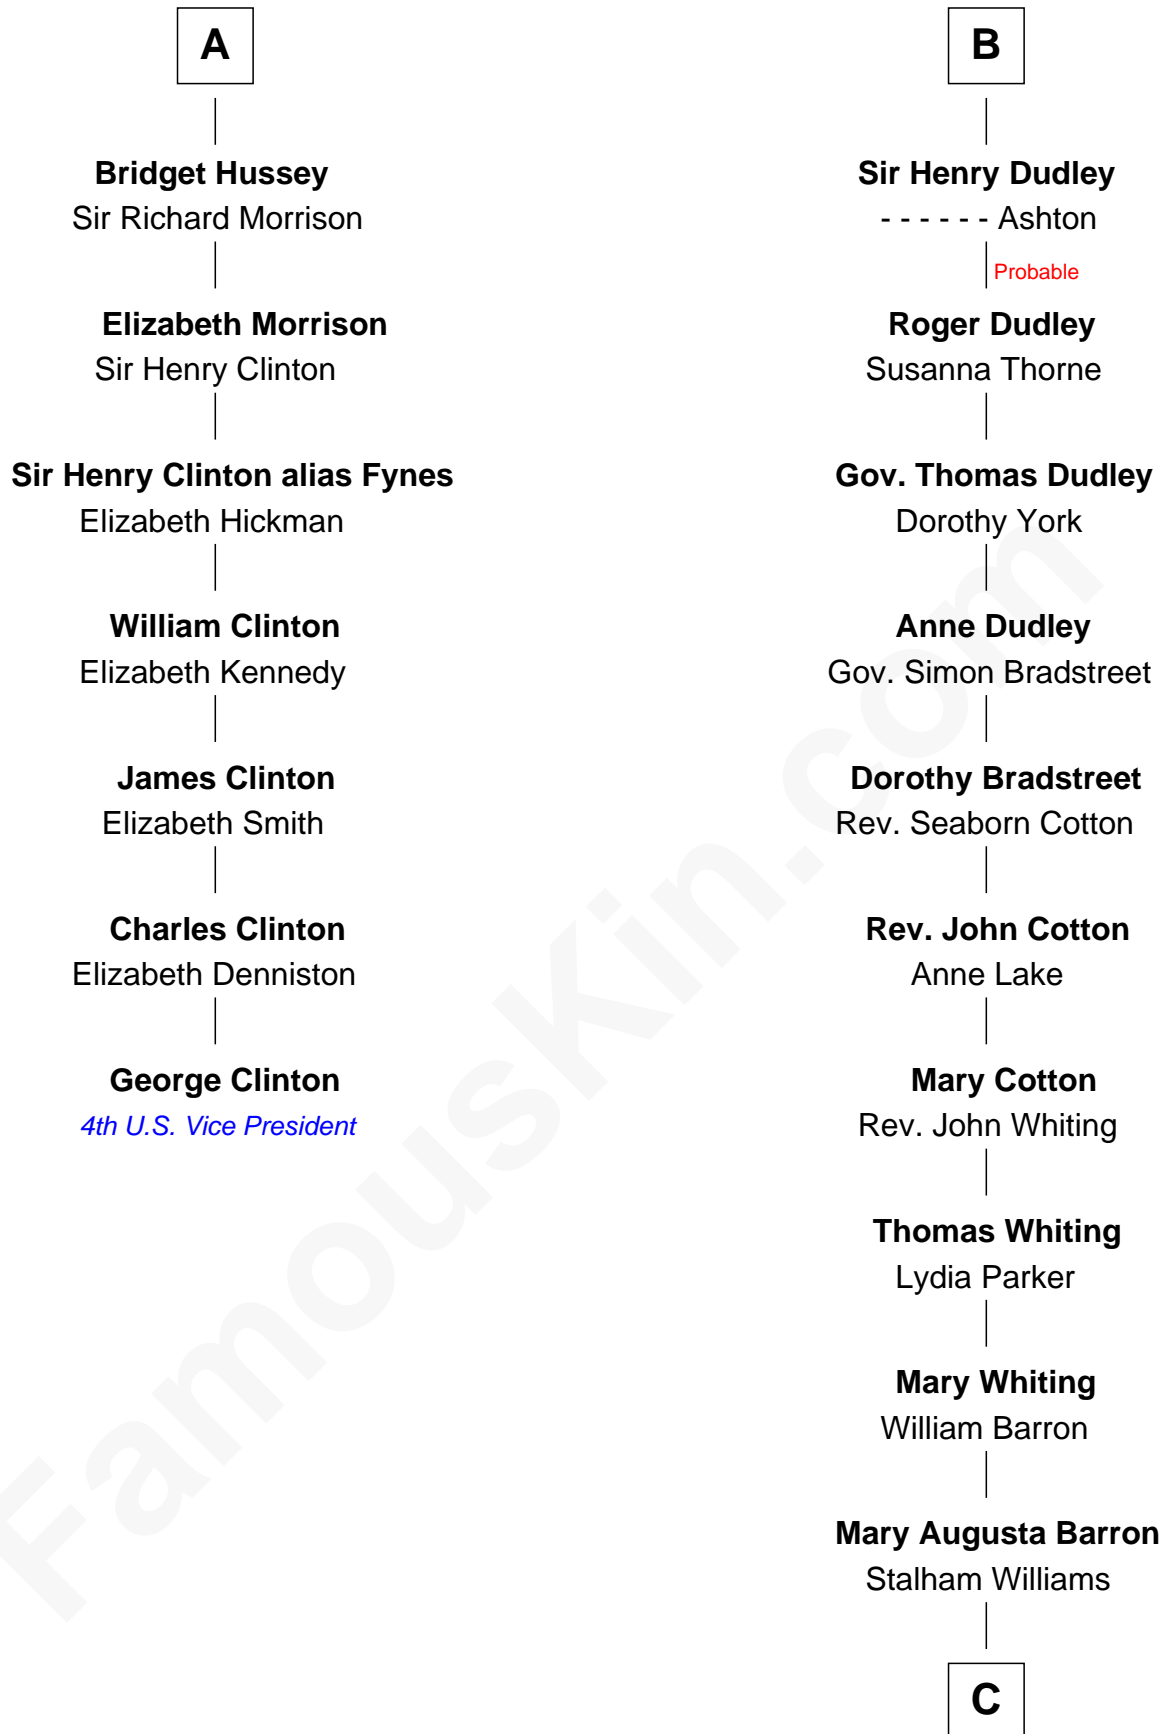 A
Bridget Hussey
Sir Richard Morrison
Elizabeth Morrison
Sir Henry Clinton
Sir Henry Clinton alias Fynes
Elizabeth Hickman
William Clinton
Elizabeth Kennedy
James Clinton
Elizabeth Smith
Charles Clinton
Elizabeth Denniston
George Clinton
4th U.S. Vice President
B
Sir Henry Dudley
- - - - - - Ashton
Probable
Roger Dudley
Susanna Thorne
Gov. Thomas Dudley
Dorothy York
Anne Dudley
Gov. Simon Bradstreet
Dorothy Bradstreet
Rev. Seaborn Cotton
Rev. John Cotton
Anne Lake
Mary Cotton
Rev. John Whiting
Thomas Whiting
Lydia Parker
Mary Whiting
William Barron
Mary Augusta Barron
Stalham Williams
C
FamousKin.com